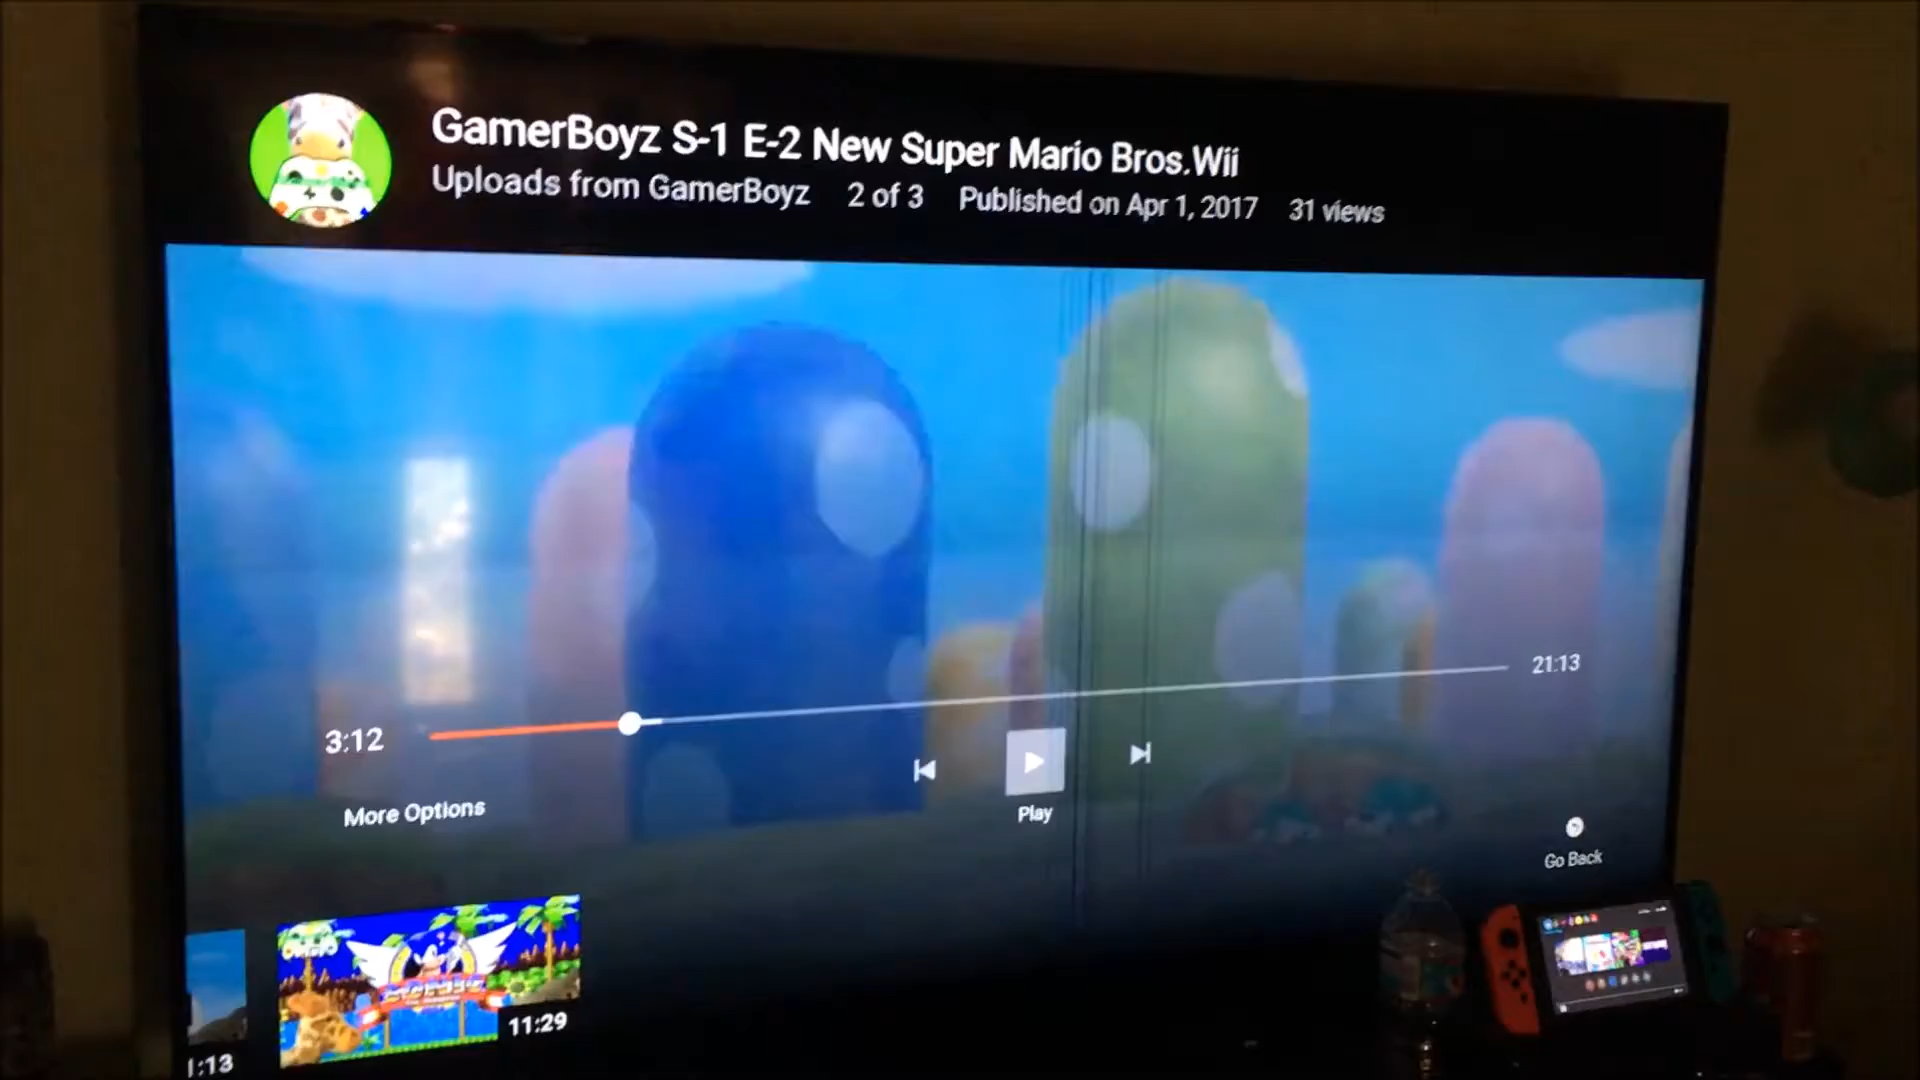 GamerBoyz S-1 E-2 New Super Mario Bros.Wii
Uploads from GamerBoyz 2 of 3 Published on Apr 1, 2017 31 views
21:13
3:12
More Options
Play
Go Back
11:29
1:13